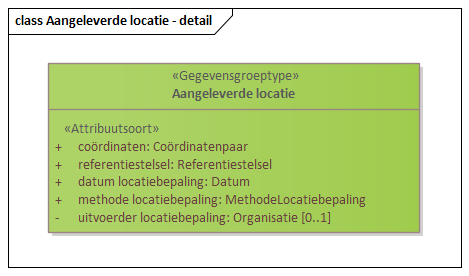 class Aangeleverde locatie - detail
«Gegevensgroeptype»
Aangeleverde locatie
«Attribuutsoort»
+ coördinaten: Coördinatenpaar
+ referentiestelsel: Referentiestelsel
+ datum locatiebepaling: Datum
+ methode locatiebepaling: MethodeLocatiebepaling
- uitvoerder locatiebepaling: Organisatie [0..1]